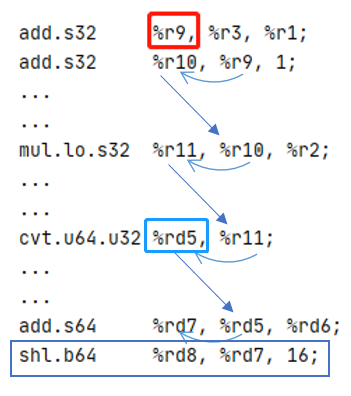 add.s32 %r9, %r3, %r1;
add.s32 %r10, %r9, 1;
...
...
mul.lo.s32 %r11, %r10, %r2;
...
...
cvt.u64.u32 %rd5, %r11;
...
...
add.s64 %rd7, %rd5, %rd6;
shl.b64 %rd8, %rd7, 16;